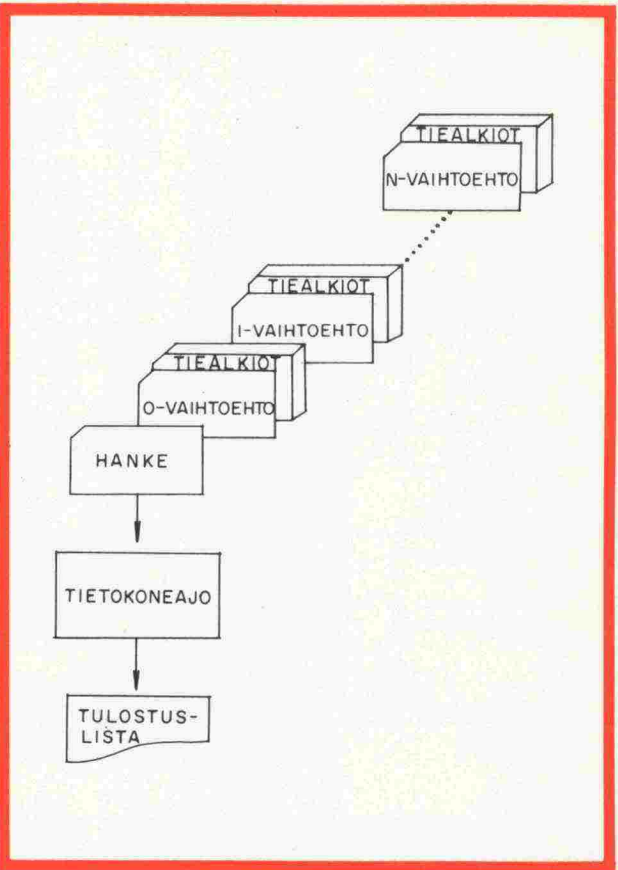 TIEALKIOT
N-VAIHTOEHTO
TIEALKIOT
I-VAIHTOEHTO
TIEALKIOT
O-VAIHTOEHTO
HANKE
TIETOKONEAJO
TULOSTUS-
LISTA